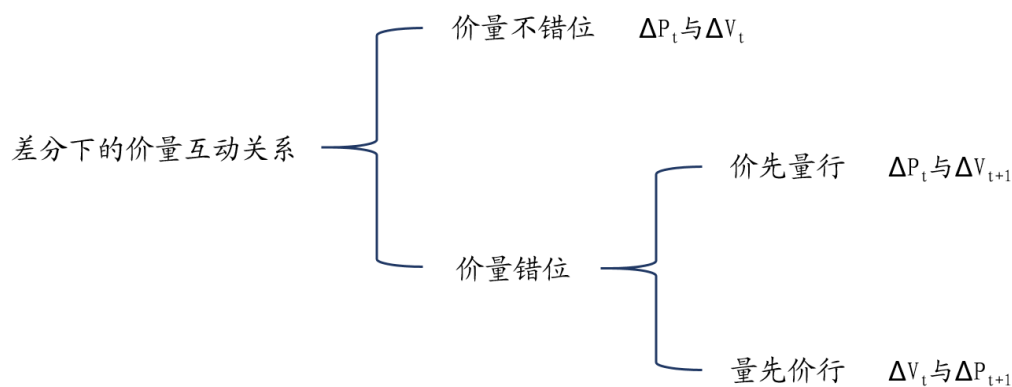 价量不错位 ΔPt与ΔVt
差分下的价量互动关系
价先量行 ΔPt与ΔVt+1
价量错位
量先价行 ΔVt与ΔPt+1